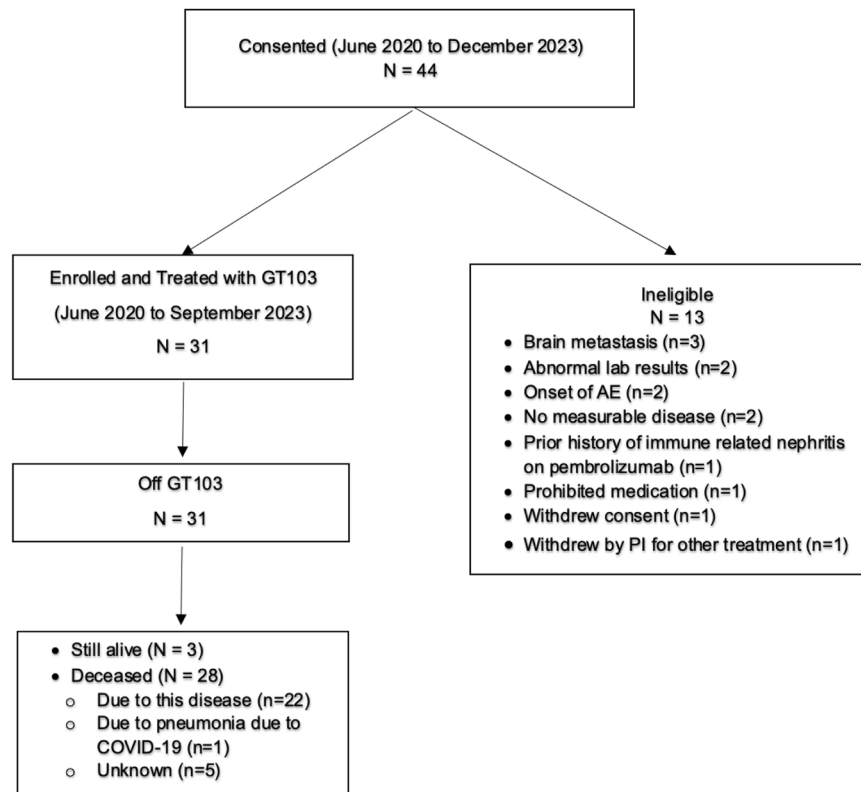 Consented (June 2020 to December 2023)
N = 44
Enrolled and Treated with GT103
(June 2020 to September 2023)
N = 31
Ineligible
N = 13
• Brain metastasis (n=3)
• Abnormal lab results (n=2)
• Onset of AE (n=2)
• No measurable disease (n=2)
• Prior history of immune related nephritis
on pembrolizumab (n=1)
• Prohibited medication (n=1)
• Withdrew consent (n=1)
• Withdrew by PI for other treatment (n=1)
Off GT103
N = 31
• Still alive (N = 3)
• Deceased (N = 28)
o Due to this disease (n=22)
o Due to pneumonia due to
COVID-19 (n=1)
o Unknown (n=5)